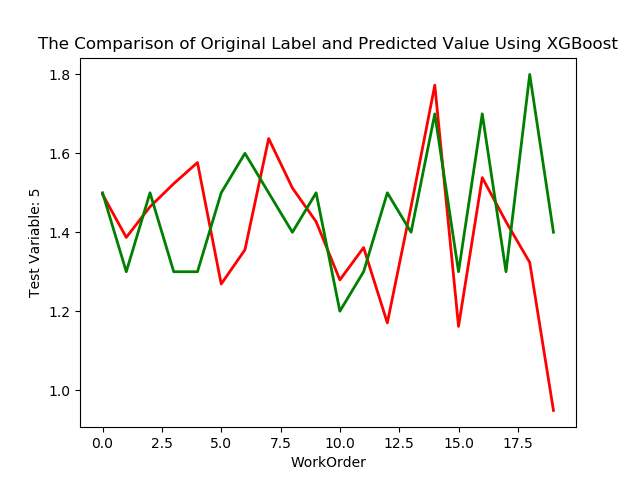 The Comparison of Original Label and Predicted Value Using XGBoost
1.8
1.6
1.4
1.2
1.0
Test Variable: 5
0.0 2.5 5.0 7.5 10.0 12.5 15.0 17.5
WorkOrder